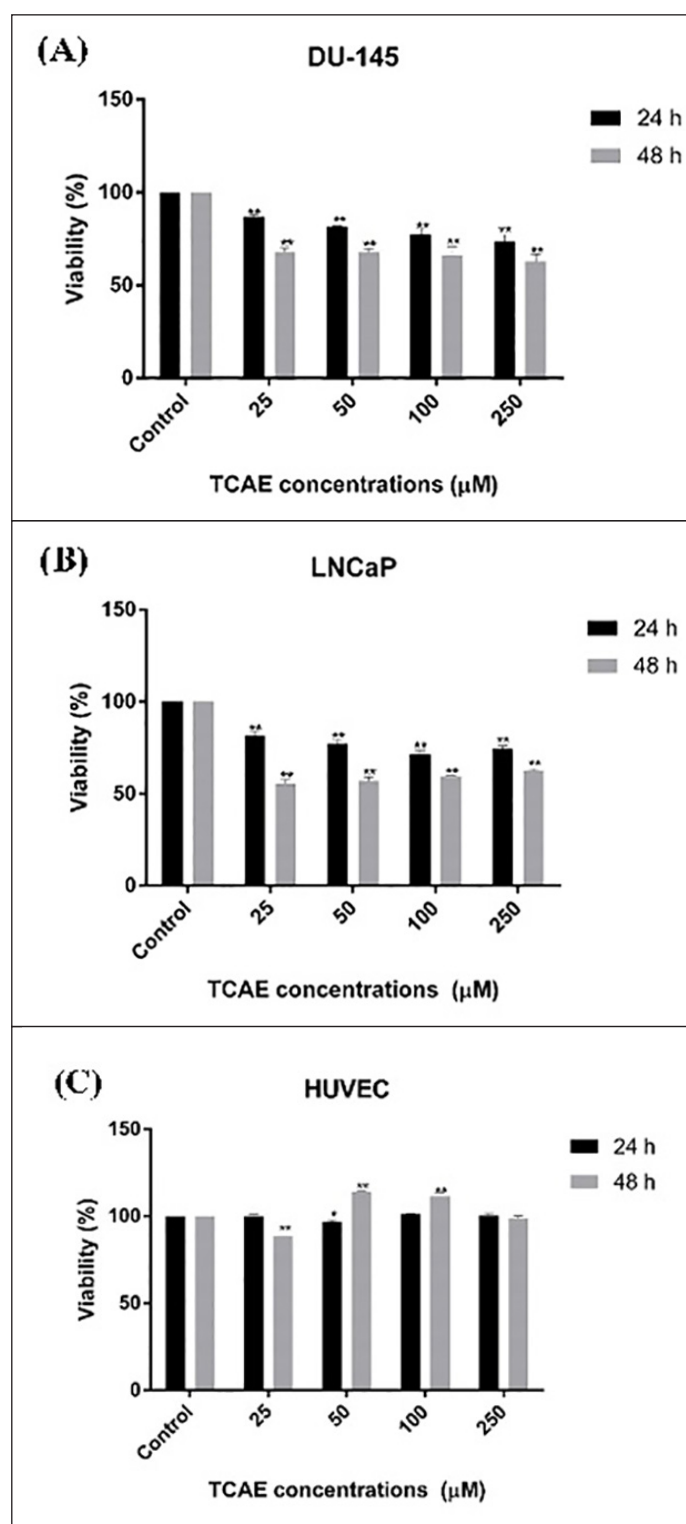 (A)
DU-145
150
100
50
0
Viability (%)
24 h
48 h
** ** ** ** ** ** ** **
Control 25 50 100 250
TCAE concentrations (μM)
(B)
LNCaP
150
100
50
0
Viability (%)
24 h
48 h
** ** ** ** ** ** ** **
Control 25 50 100 250
TCAE concentrations (μM)
(C)
HUVEC
150
100
50
0
Viability (%)
24 h
48 h
** * ** **
Control 25 50 100 250
TCAE concentrations (μM)